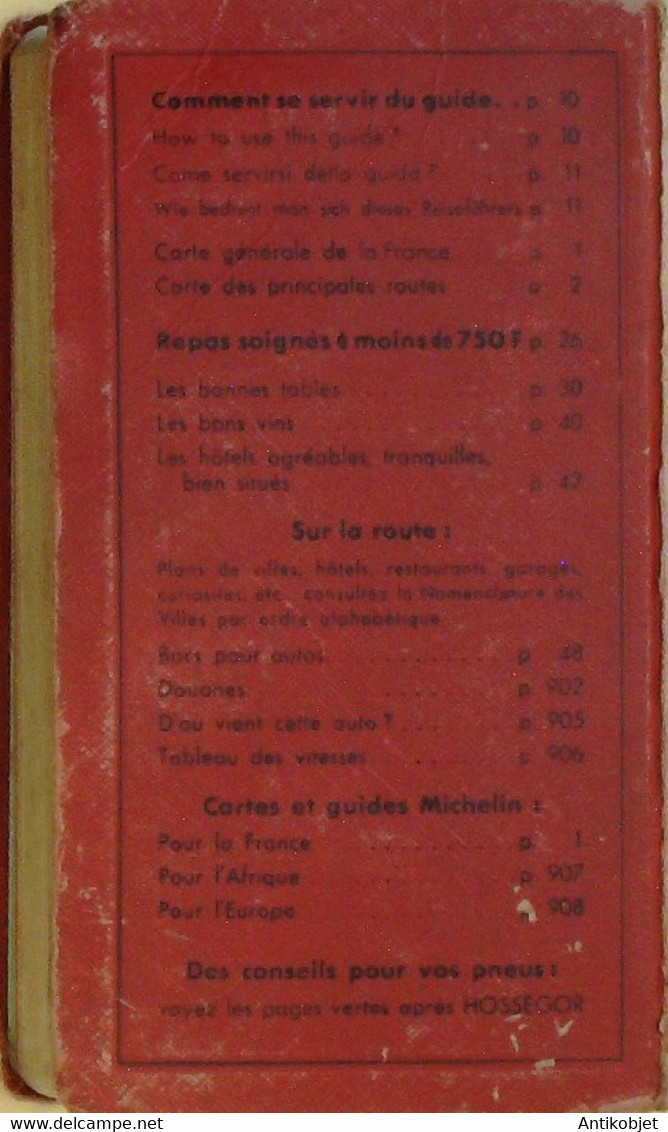 Comment se servir du guide. . p. 10
How to use this guide ? p. 10
Come servirsi della guida ? p. 11
Wie bedient man sich dieses Reiseführers p. 11
Carte générale de la France p. 1
Carte des principales routes p. 2
Repas soignés à moins de 750 F p. 26
Les bonnes tables . . . . . . . . . . p. 30
Les bons vins . . . . . . . . . . p. 40
Les hôtels agréables, tranquilles,
bien situés p. 42
Sur la route :
Plans de villes, hôtels, restaurants, garages,
curiosités, etc., consultez la Nomenclature des
Villes par ordre alphabétique
Bacs pour autos. . . . . . . . . . . p. 48
Douanes . . . . p. 902
D'où vient cette auto ? . . . p. 905
Tableau des vitesses . . . p. 906
Cartes et guides Michelin :
Pour la France . . . . . . . . . . p. 1
Pour l'Afrique . . . . . . p. 907
Pour l'Europe . . . . . . p. 908
Des conseils pour vos pneus :
voyez les pages vertes après HOSSEGOR
Antikobjet / Delcampe.net